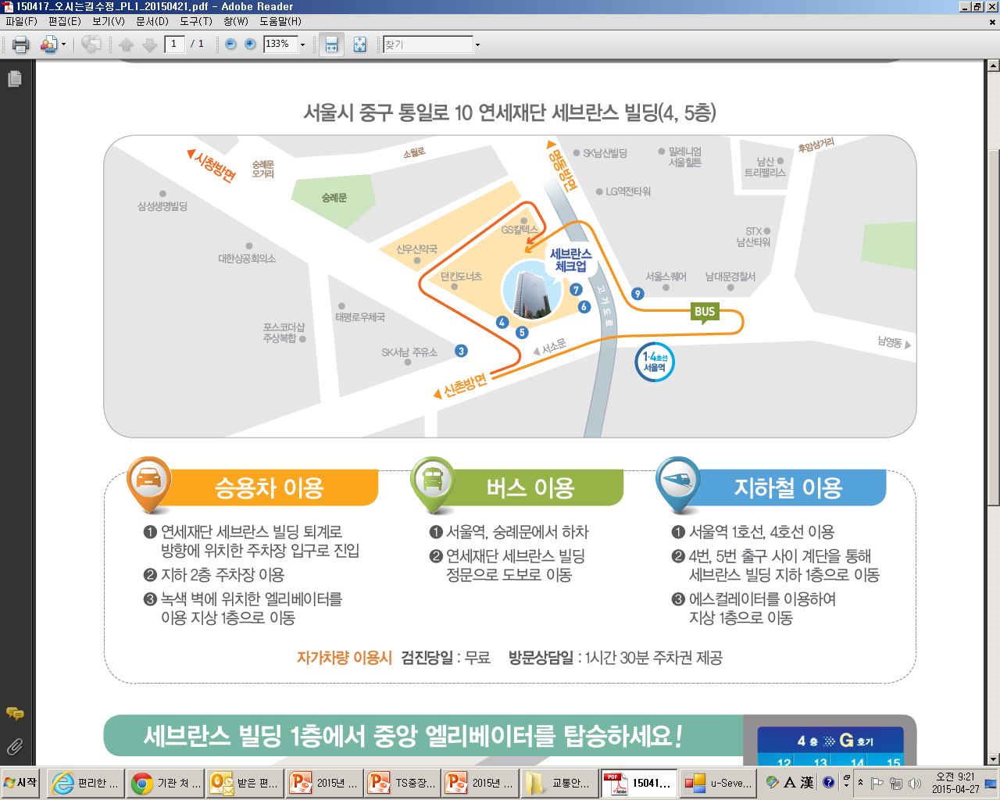 150417_오시는길수정_PL1_20150421.pdf - Adobe Reader
파일(F) 편집(E) 보기(V) 문서(D) 도구(T) 창(W) 도움말(H)
1 / 1 133% 찾기
서울시 중구 통일로 10 연세재단 세브란스 빌딩(4, 5층)
시청방면
숭례문
오거리
소월로
명동방면
SK남산빌딩
밀레니엄
서울힐튼
남산
트리팰리스
후암삼거리
삼성생명빌딩
숭례문
LG역전타워
GS칼텍스
STX
남산타워
대한상공회의소
신우신약국
세브란스
체크업
던킨도너츠
서울스퀘어
남대문경찰서
고가도로
7
6
9
BUS
태평로우체국
포스코더샵
주상복합
4
5
3
SK서남 주유소
서소문
남영동
1·4호선
서울역
신촌방면
승용차 이용
1 연세재단 세브란스 빌딩 퇴계로
방향에 위치한 주차장 입구로 진입
2 지하 2층 주차장 이용
3 녹색 벽에 위치한 엘리베이터를
이용 지상 1층으로 이동
버스 이용
1 서울역, 숭례문에서 하차
2 연세재단 세브란스 빌딩
정문으로 도보로 이동
지하철 이용
1 서울역 1호선, 4호선 이용
2 4번, 5번 출구 사이 계단을 통해
세브란스 빌딩 지하 1층으로 이동
3 에스컬레이터를 이용하여
지상 1층으로 이동
자가차량 이용시 검진당일 : 무료 방문상담일 : 1시간 30분 주차권 제공
세브란스 빌딩 1층에서 중앙 엘리베이터를 탑승하세요!
4 층 G 호기
12 13 14 15
시작 편리한 ... 기관 처 ... 받은 편... 2015년 ... TS중장... 2015년 ... 교통안... 15041... u-Seve... A 漢 오전 9:21
2015-04-27